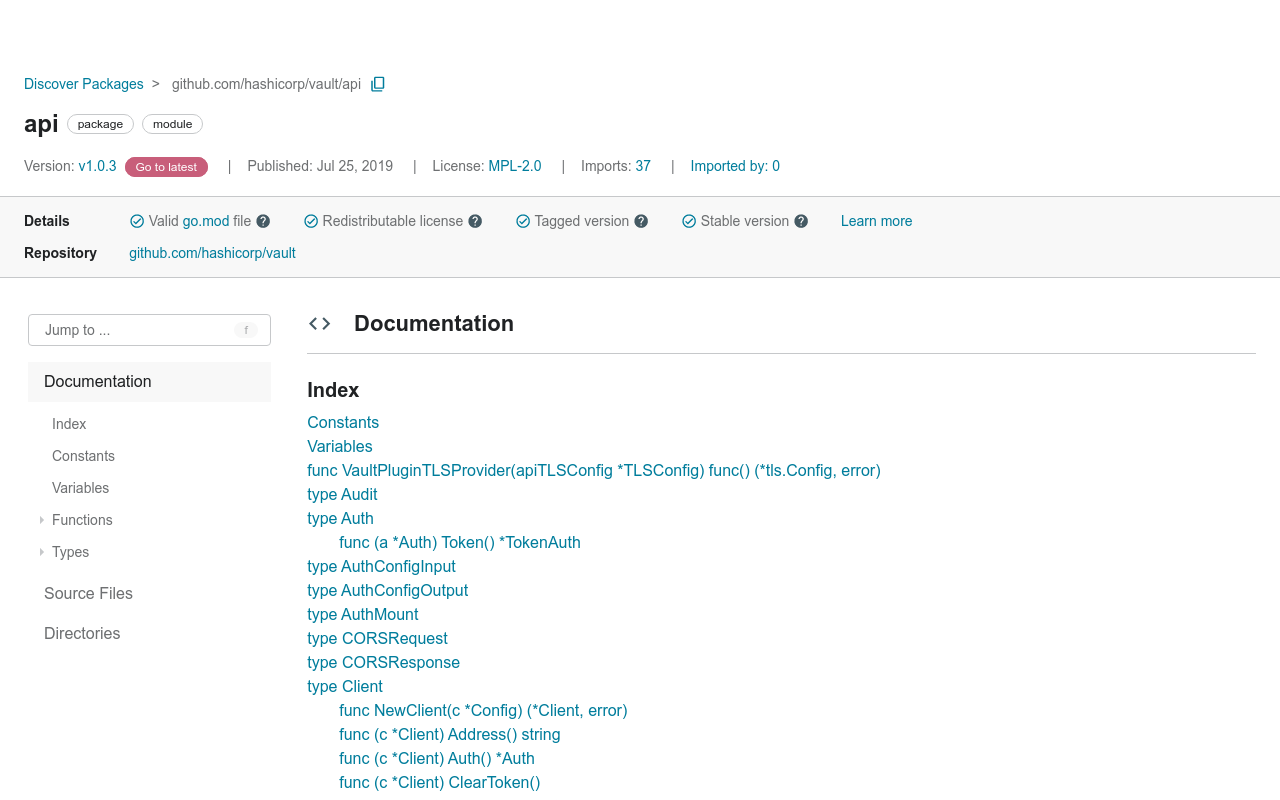 Discover Packages > github.com/hashicorp/vault/api
api package module
Version: v1.0.3 Go to latest | Published: Jul 25, 2019 | License: MPL-2.0 | Imports: 37 | Imported by: 0
Details Valid go.mod file ? Redistributable license ? Tagged version ? Stable version ? Learn more
Repository github.com/hashicorp/vault
Jump to ... f
Documentation
Index
Constants
Variables
Functions
Types
Source Files
Directories
<> Documentation
Index
Constants
Variables
func VaultPluginTLSProvider(apiTLSConfig *TLSConfig) func() (*tls.Config, error)
type Audit
type Auth
func (a *Auth) Token() *TokenAuth
type AuthConfigInput
type AuthConfigOutput
type AuthMount
type CORSRequest
type CORSResponse
type Client
func NewClient(c *Config) (*Client, error)
func (c *Client) Address() string
func (c *Client) Auth() *Auth
func (c *Client) ClearToken()